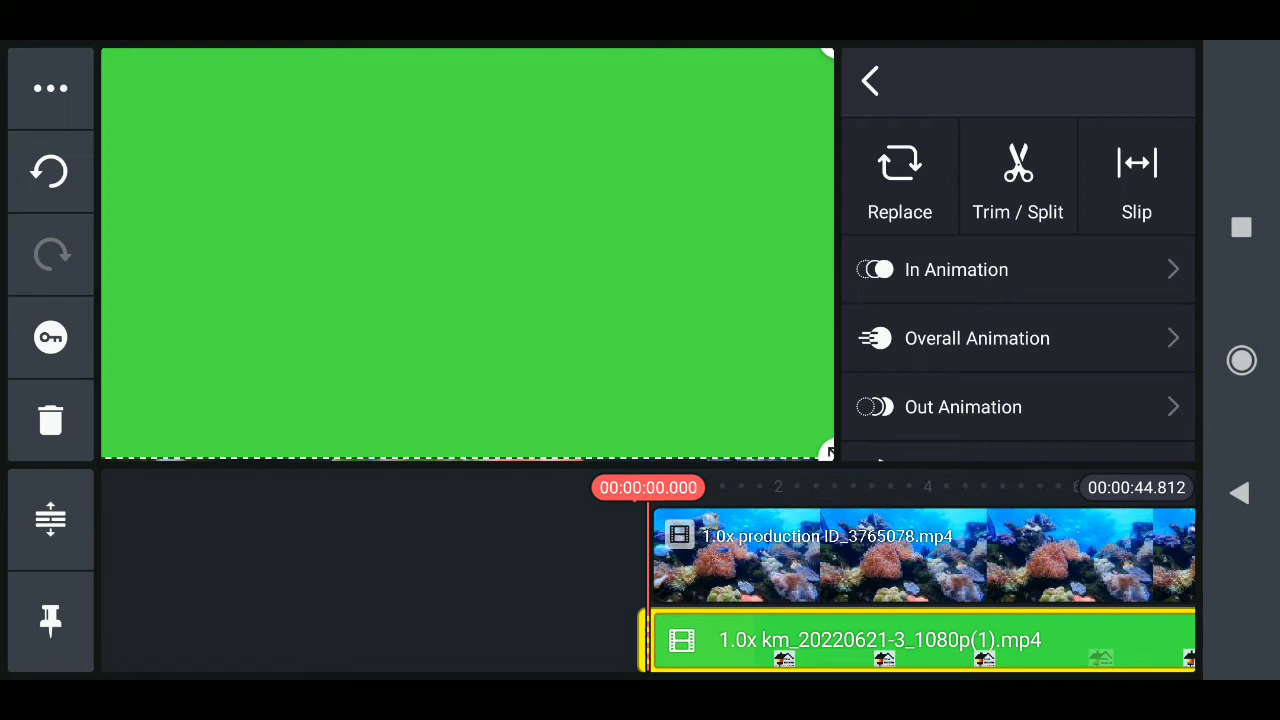 Replace
Trim / Split
Slip
In Animation
Overall Animation
Out Animation
00:00:00.000
2
4
6
00:00:44.812
1.0x production ID_3765078.mp4
1.0x km_20220621-3_1080p(1).mp4